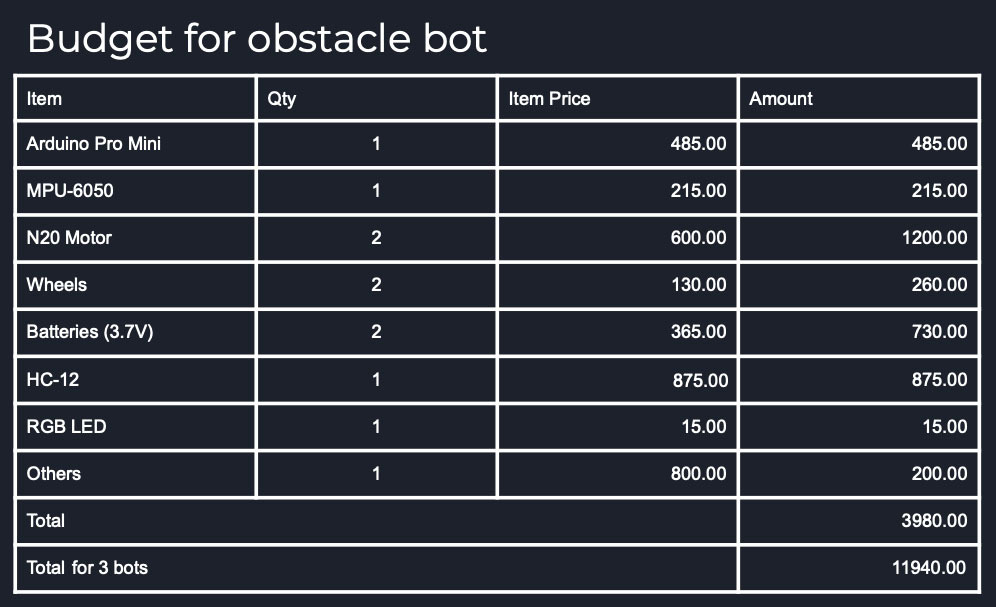 Budget for obstacle bot
Item Qty Item Price Amount
Arduino Pro Mini 1 485.00 485.00
MPU-6050 1 215.00 215.00
N20 Motor 2 600.00 1200.00
Wheels 2 130.00 260.00
Batteries (3.7V) 2 365.00 730.00
HC-12 1 875.00 875.00
RGB LED 1 15.00 15.00
Others 1 800.00 200.00
Total 3980.00
Total for 3 bots 11940.00